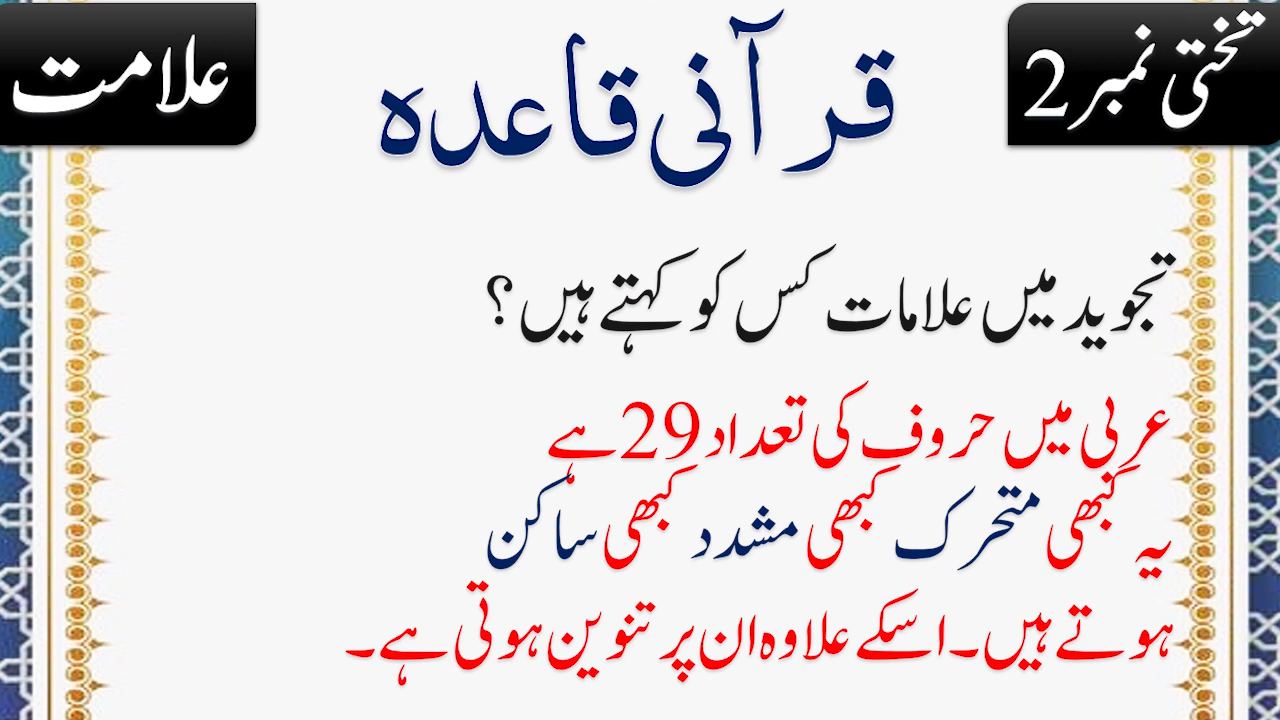 تختی نمبر 2
قرآنی قاعدہ
علامت
تجوید میں علامات کس کو کہتے ہیں؟
عربی میں حروف کی تعداد 29 ہے
یہ کبھی متحرک کبھی مشدد کبھی ساکن
ہوتے ہیں۔ اسکے علاوہ ان پر تنوین ہوتی ہے۔